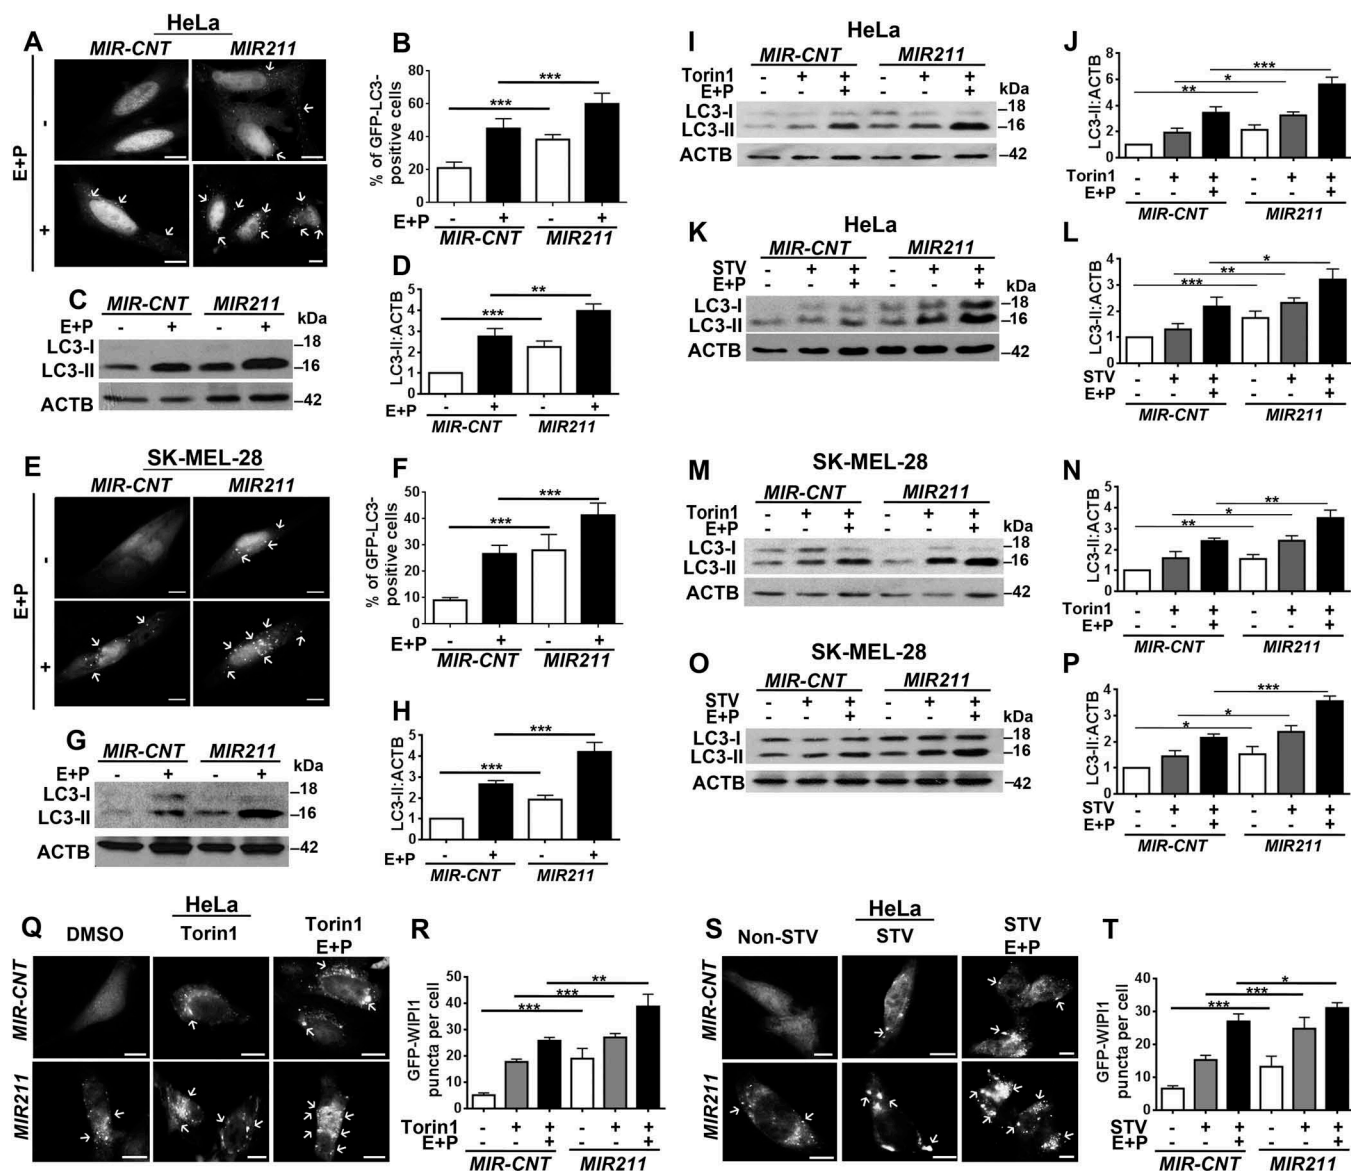 A
HeLa
MIR-CNT MIR211
E+P
-
+
B
% of GFP-LC3-
positive cells
80
60
40
20
0
***
***
E+P - + - +
MIR-CNT MIR211
C
MIR-CNT MIR211
E+P - + - + kDa
LC3-I –18
LC3-II –16
ACTB –42
D
LC3-II:ACTB
5
4
3
2
1
0
**
***
E+P - + - +
MIR-CNT MIR211
E
SK-MEL-28
MIR-CNT MIR211
E+P
-
+
F
% of GFP-LC3-
positive cells
50
40
30
20
10
0
***
***
E+P - + - +
MIR-CNT MIR211
G
MIR-CNT MIR211
E+P - + - + kDa
LC3-I –18
LC3-II –16
ACTB –42
H
LC3-II:ACTB
5
4
3
2
1
0
***
***
E+P - + - +
MIR-CNT MIR211
I
HeLa
MIR-CNT MIR211
Torin1 - + + - + +
E+P - - + - - + kDa
LC3-I –18
LC3-II –16
ACTB –42
J
LC3-II:ACTB
8
6
4
2
0
***
*
**
Torin1 - + + - + +
E+P - - + - - +
MIR-CNT MIR211
K
HeLa
MIR-CNT MIR211
STV - + + - + +
E+P - - + - - + kDa
LC3-I –18
LC3-II –16
ACTB –42
L
LC3-II:ACTB
4
3
2
1
0
*
**
***
STV - + + - + +
E+P - - + - - +
MIR-CNT MIR211
M
SK-MEL-28
MIR-CNT MIR211
Torin1 - + + - + +
E+P - - + - - + kDa
LC3-I –18
LC3-II –16
ACTB –42
N
LC3-II:ACTB
5
4
3
2
1
0
**
*
**
Torin1 - + + - + +
E+P - - + - - +
MIR-CNT MIR211
O
SK-MEL-28
MIR-CNT MIR211
STV - + + - + +
E+P - - + - - + kDa
LC3-I –18
LC3-II –16
ACTB –42
P
LC3-II:ACTB
4
3
2
1
0
***
*
*
STV - + + - + +
E+P - - + - - +
MIR-CNT MIR211
Q
HeLa
DMSO Torin1 Torin1
E+P
MIR-CNT
MIR211
R
GFP-WIPI1
puncta per cell
50
40
30
20
10
0
**
***
***
Torin1 - + + - + +
E+P - - + - - +
MIR-CNT MIR211
S
HeLa
Non-STV STV STV
E+P
MIR-CNT
MIR211
T
GFP-WIPI1
puncta per cell
40
30
20
10
0
*
***
***
STV - + + - + +
E+P - - + - - +
MIR-CNT MIR211